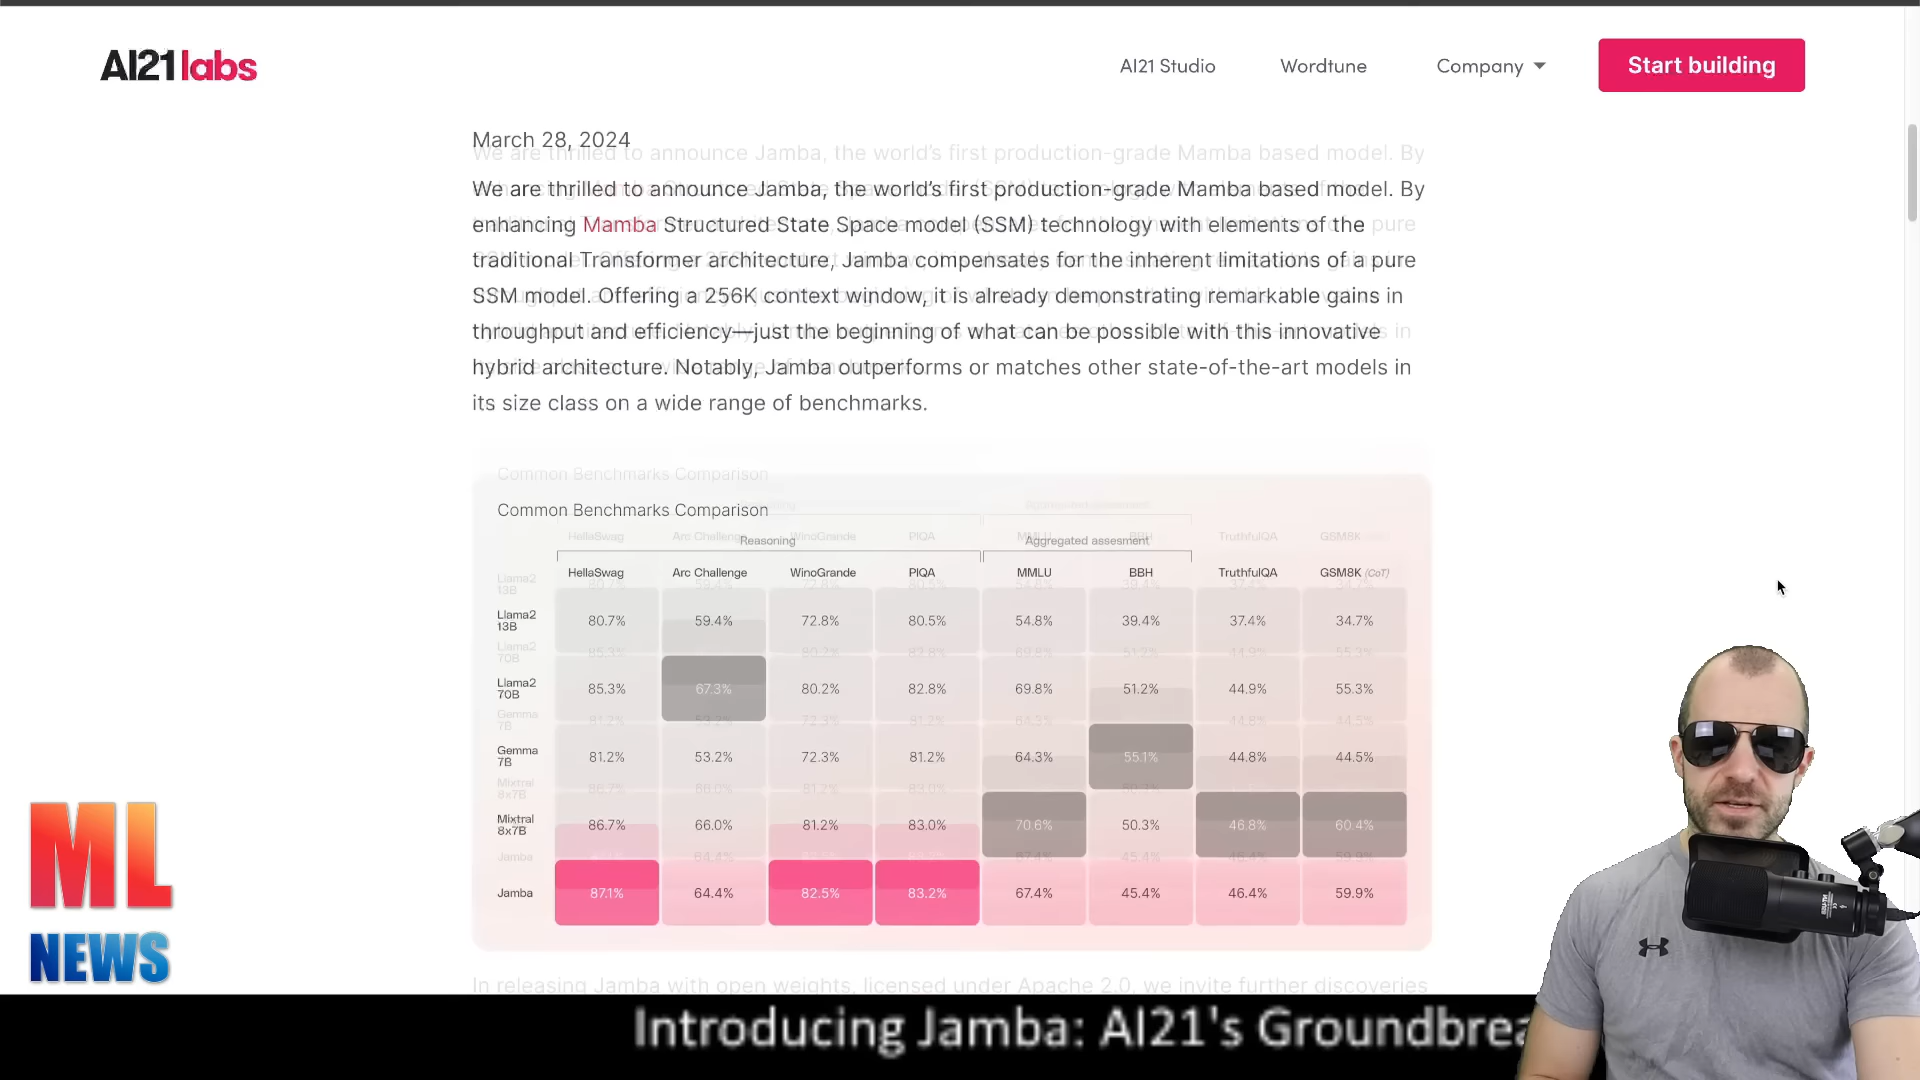 AI21labs
AI21 Studio
Wordtune
Company
Start building
March 28, 2024
We are thrilled to announce Jamba, the world's first production-grade Mamba based model. By
enhancing Mamba Structured State Space model (SSM) technology with elements of the
traditional Transformer architecture, Jamba compensates for the inherent limitations of a pure
SSM model. Offering a 256K context window, it is already demonstrating remarkable gains in
throughput and efficiency—just the beginning of what can be possible with this innovative
hybrid architecture. Notably, Jamba outperforms or matches other state-of-the-art models in
its size class on a wide range of benchmarks.
Common Benchmarks Comparison
Reasoning Aggregated assesment
HellaSwag Arc Challenge WinoGrande PIQA MMLU BBH TruthfulQA GSM8K (CoT)
Llama2 13B 80.7% 59.4% 72.8% 80.5% 54.8% 39.4% 37.4% 34.7%
Llama2 70B 85.3% 67.3% 80.2% 82.8% 69.8% 51.2% 44.9% 55.3%
Gemma 7B 81.2% 53.2% 72.3% 81.2% 64.3% 55.1% 44.8% 44.5%
Mixtral 8x7B 86.7% 66.0% 81.2% 83.0% 70.6% 50.3% 46.8% 60.4%
Jamba 87.1% 64.4% 82.5% 83.2% 67.4% 45.4% 46.4% 59.9%
In releasing Jamba with open weights, licensed under Apache 2.0, we invite further discoveries
ML
NEWS
Introducing Jamba: AI21's Groundbrea